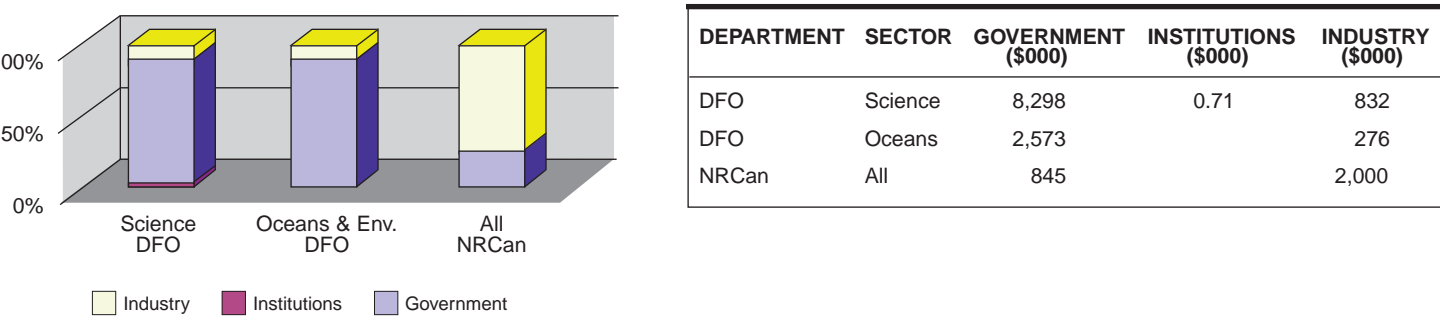 00%
50%
0%
Science
DFO
Oceans & Env.
DFO
All
NRCan
Industry Institutions Government
DEPARTMENT SECTOR GOVERNMENT INSTITUTIONS INDUSTRY
($000) ($000) ($000)
DFO Science 8,298 0.71 832
DFO Oceans 2,573 276
NRCan All 845 2,000